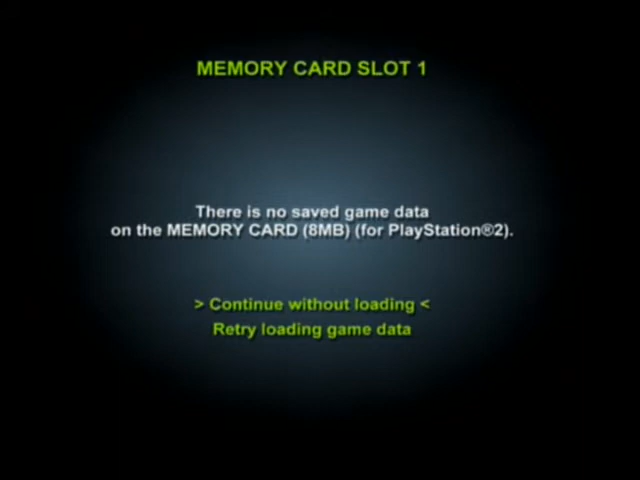 MEMORY CARD SLOT 1
There is no saved game data
on the MEMORY CARD (8MB) (for PlayStation®2).
> Continue without loading <
Retry loading game data